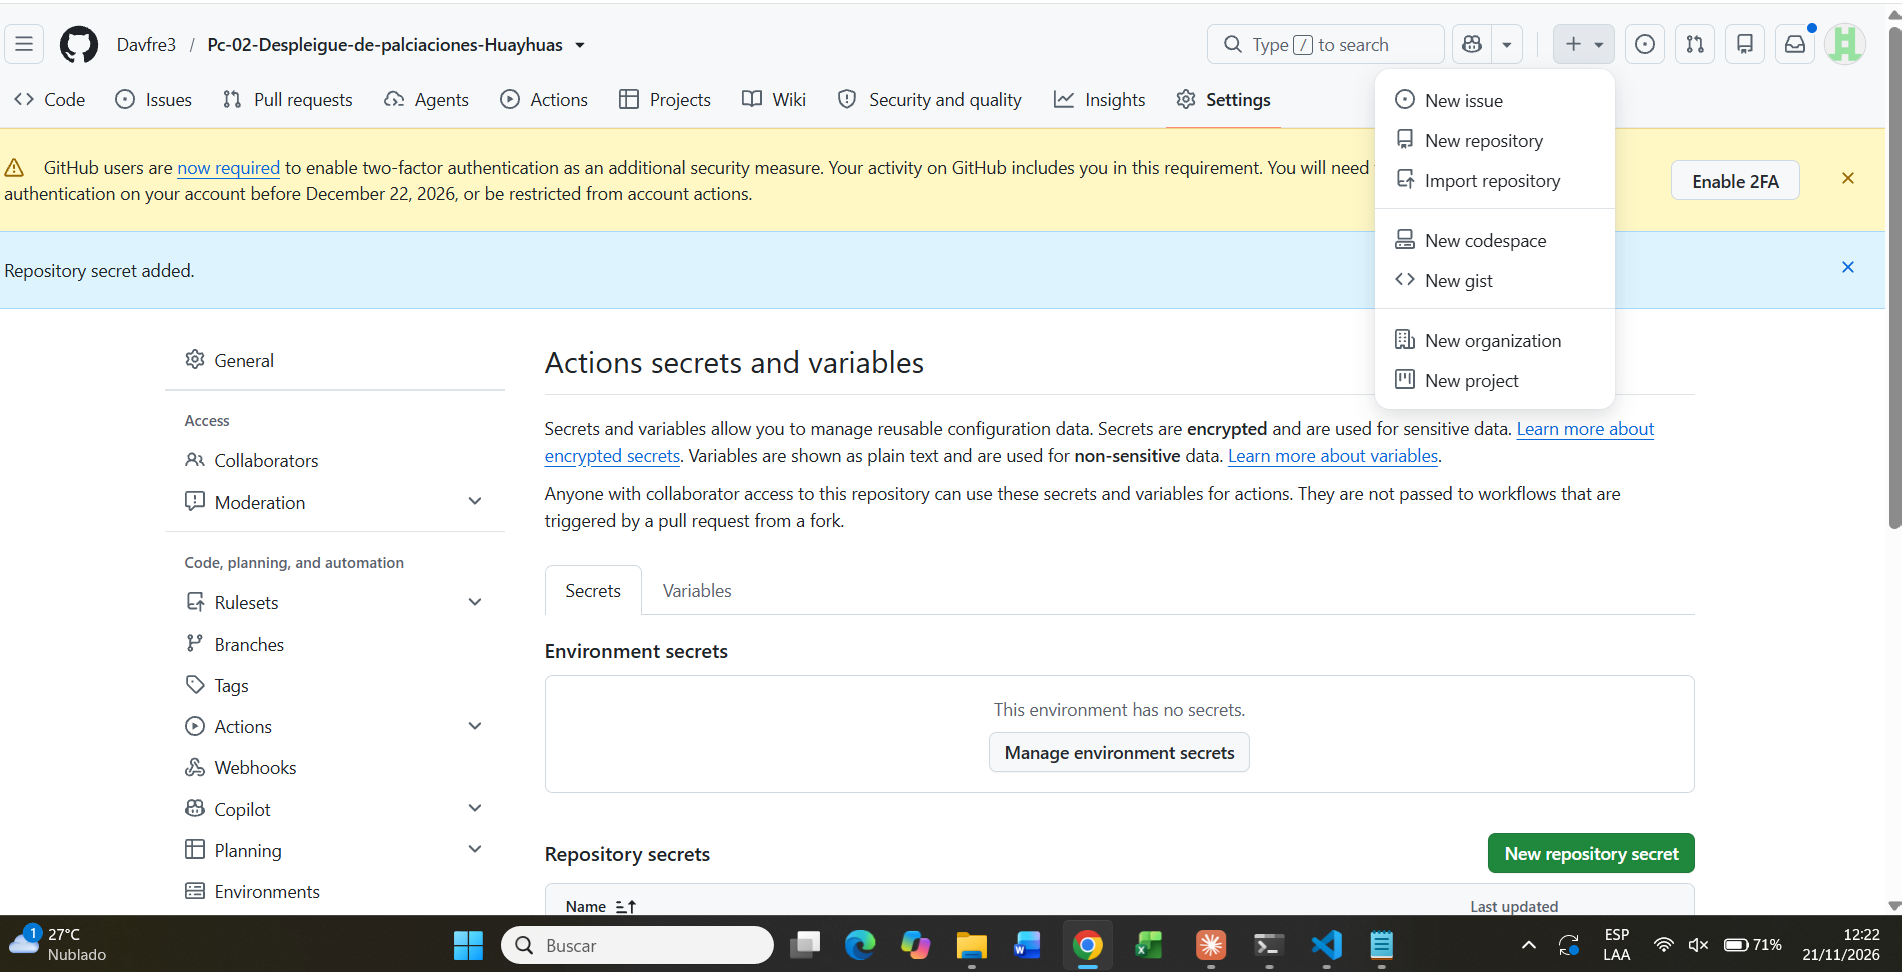 Davfre3 / Pc-02-Despleigue-de-palciaciones-Huayhuas
Type / to search
Code
Issues
Pull requests
Agents
Actions
Projects
Wiki
Security and quality
Insights
Settings
New issue
New repository
Import repository
New codespace
New gist
New organization
New project
GitHub users are now required to enable two-factor authentication as an additional security measure. Your activity on GitHub includes you in this requirement. You will need
authentication on your account before December 22, 2026, or be restricted from account actions.
Enable 2FA
Repository secret added.
General
Access
Collaborators
Moderation
Code, planning, and automation
Rulesets
Branches
Tags
Actions
Webhooks
Copilot
Planning
Environments
Actions secrets and variables
Secrets and variables allow you to manage reusable configuration data. Secrets are encrypted and are used for sensitive data. Learn more about
encrypted secrets. Variables are shown as plain text and are used for non-sensitive data. Learn more about variables.
Anyone with collaborator access to this repository can use these secrets and variables for actions. They are not passed to workflows that are
triggered by a pull request from a fork.
Secrets
Variables
Environment secrets
This environment has no secrets.
Manage environment secrets
Repository secrets
New repository secret
Name
Last updated
1
27°C
Nublado
Buscar
ESP
LAA
71%
12:22
21/11/2026